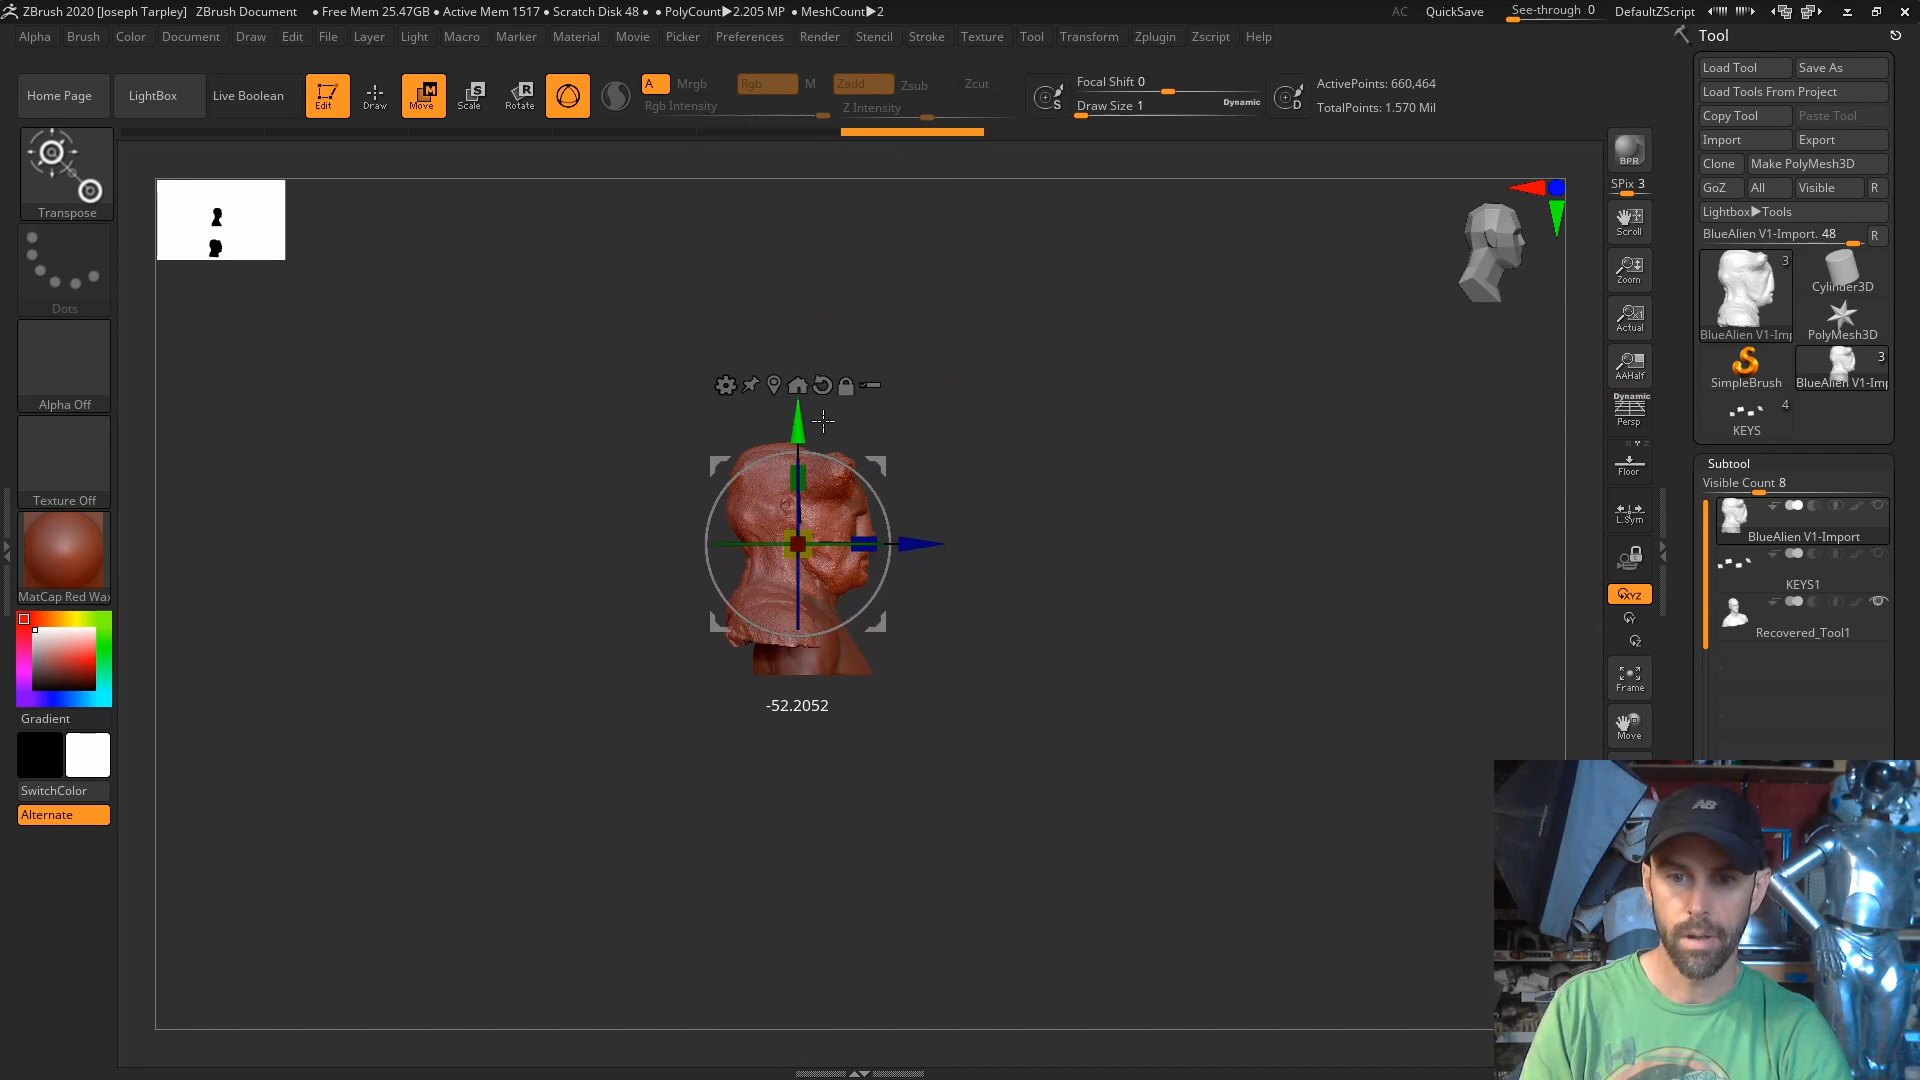 ZBrush 2020 [Joseph Tarpley] ZBrush Document • Free Mem 25.47GB • Active Mem 1517 • Scratch Disk 48 • • PolyCount▶2.205 MP • MeshCount▶2 AC QuickSave See-through 0 DefaultZScript
Alpha Brush Color Document Draw Edit File Layer Light Macro Marker Material Movie Picker Preferences Render Stencil Stroke Texture Tool Transform Zplugin Zscript Help
Tool
Load Tool Save As
Load Tools From Project
Copy Tool Paste Tool
Import Export
Clone Make PolyMesh3D
GoZ All Visible R
Lightbox▶Tools
BlueAlien V1-Import. 48 R
3
Cylinder3D
BlueAlien V1-Imp PolyMesh3D
3
SimpleBrush BlueAlien V1-Imp
4
KEYS
Subtool
Visible Count 8
BlueAlien V1-Import
KEYS1
Recovered_Tool1
Home Page LightBox Live Boolean Edit Draw Move Scale Rotate
A Mrgb Rgb M Zadd Zsub Zcut
Rgb Intensity Z Intensity
S Focal Shift 0
Draw Size 1 Dynamic
D ActivePoints: 660,464
TotalPoints: 1.570 Mil
Transpose
Dots
Alpha Off
Texture Off
MatCap Red Wax
Gradient
SwitchColor
Alternate
-52.2052
BPR
SPix 3
Scroll
Zoom
Actual
AAHalf
Dynamic
Persp
Floor
L.Sym
XYZ
Y
Z
Frame
Move
NB